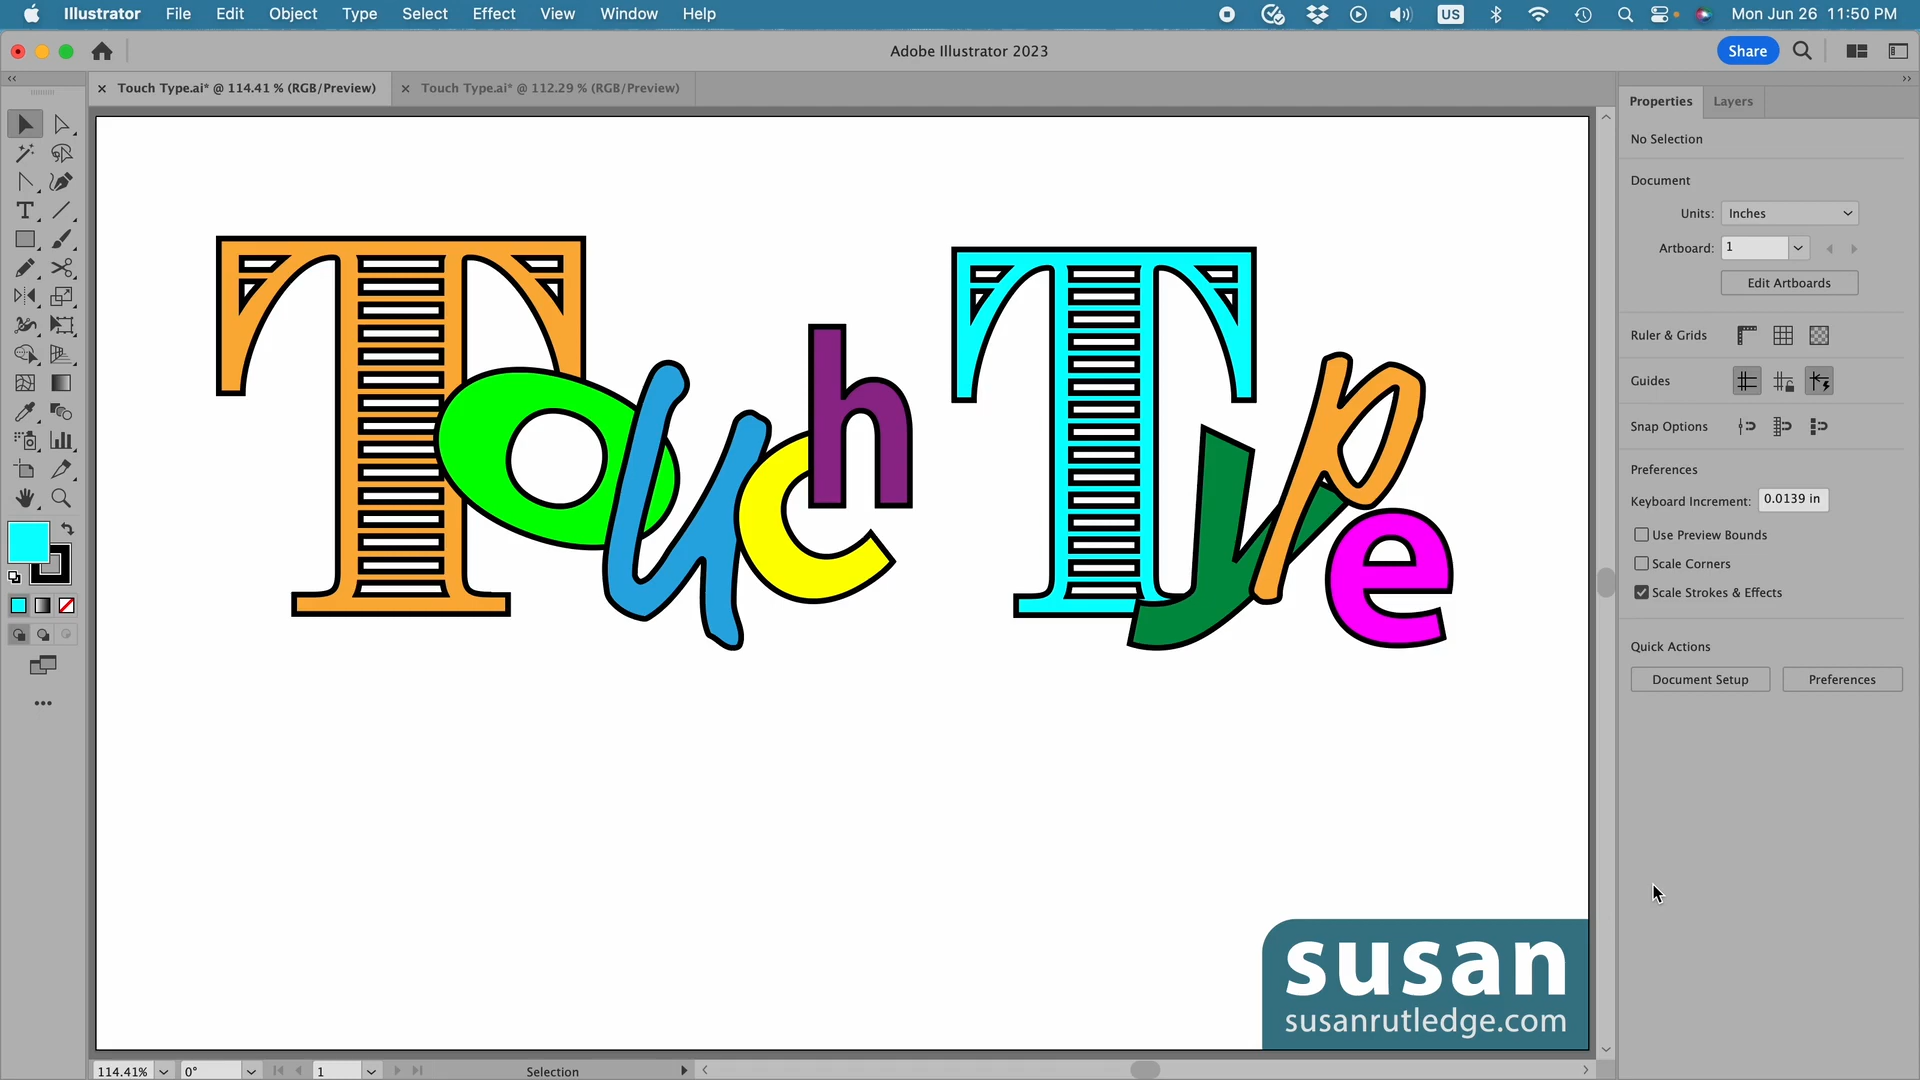 Illustrator File Edit Object Type Select Effect View Window Help US Mon Jun 26 11:50 PM
Adobe Illustrator 2023 Share
Touch Type.ai* @ 114.41 % (RGB/Preview) Touch Type.ai* @ 112.29 % (RGB/Preview)
Properties Layers
No Selection
Document
Units: Inches
Artboard: 1
Edit Artboards
Ruler & Grids
Guides
Snap Options
Preferences
Keyboard Increment: 0.0139 in
Use Preview Bounds
Scale Corners
Scale Strokes & Effects
Quick Actions
Document Setup Preferences
Touch Type
susan
susanrutledge.com
114.41% 0° 1 Selection